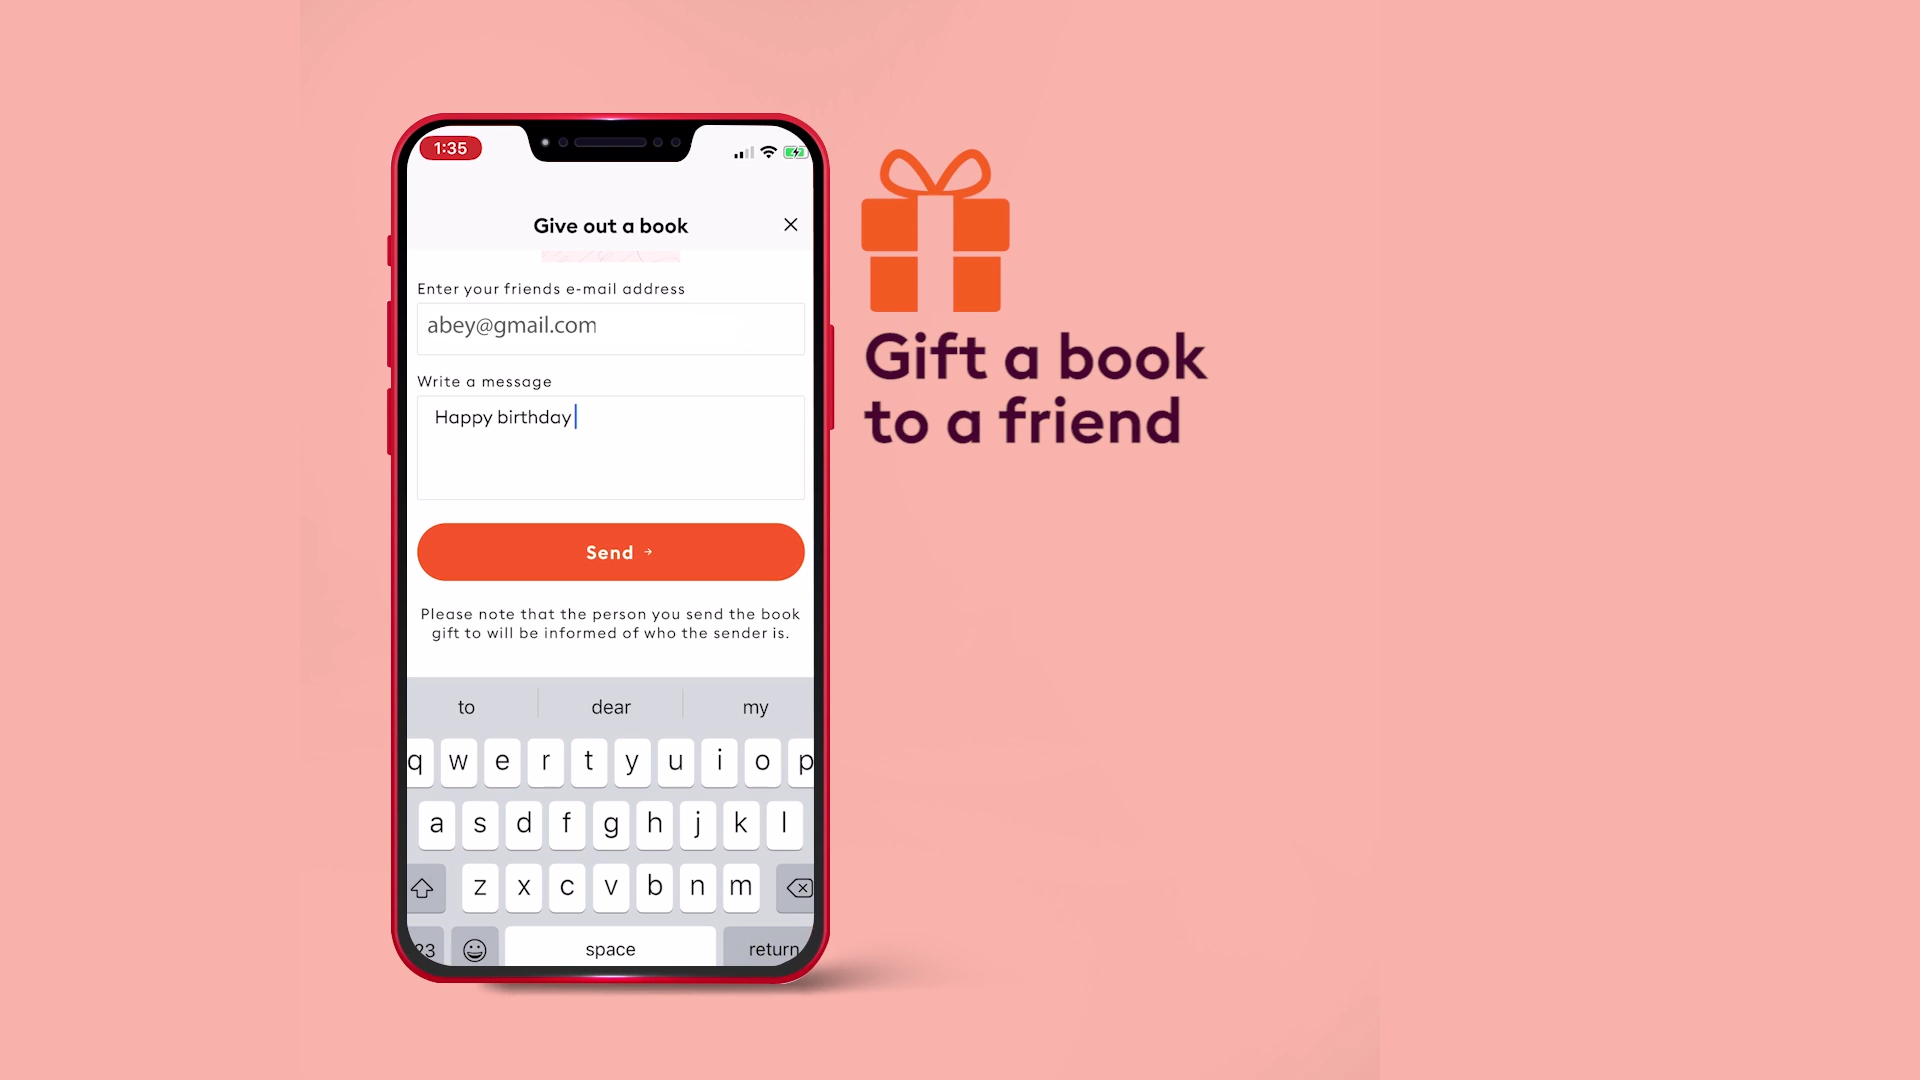 1:35
Give out a book
Enter your friends e-mail address
abey@gmail.com
Write a message
Happy birthday
Send →
Please note that the person you send the book
gift to will be informed of who the sender is.
to dear my
q w e r t y u i o p
a s d f g h j k l
z x c v b n m
23 space return
Gift a book
to a friend